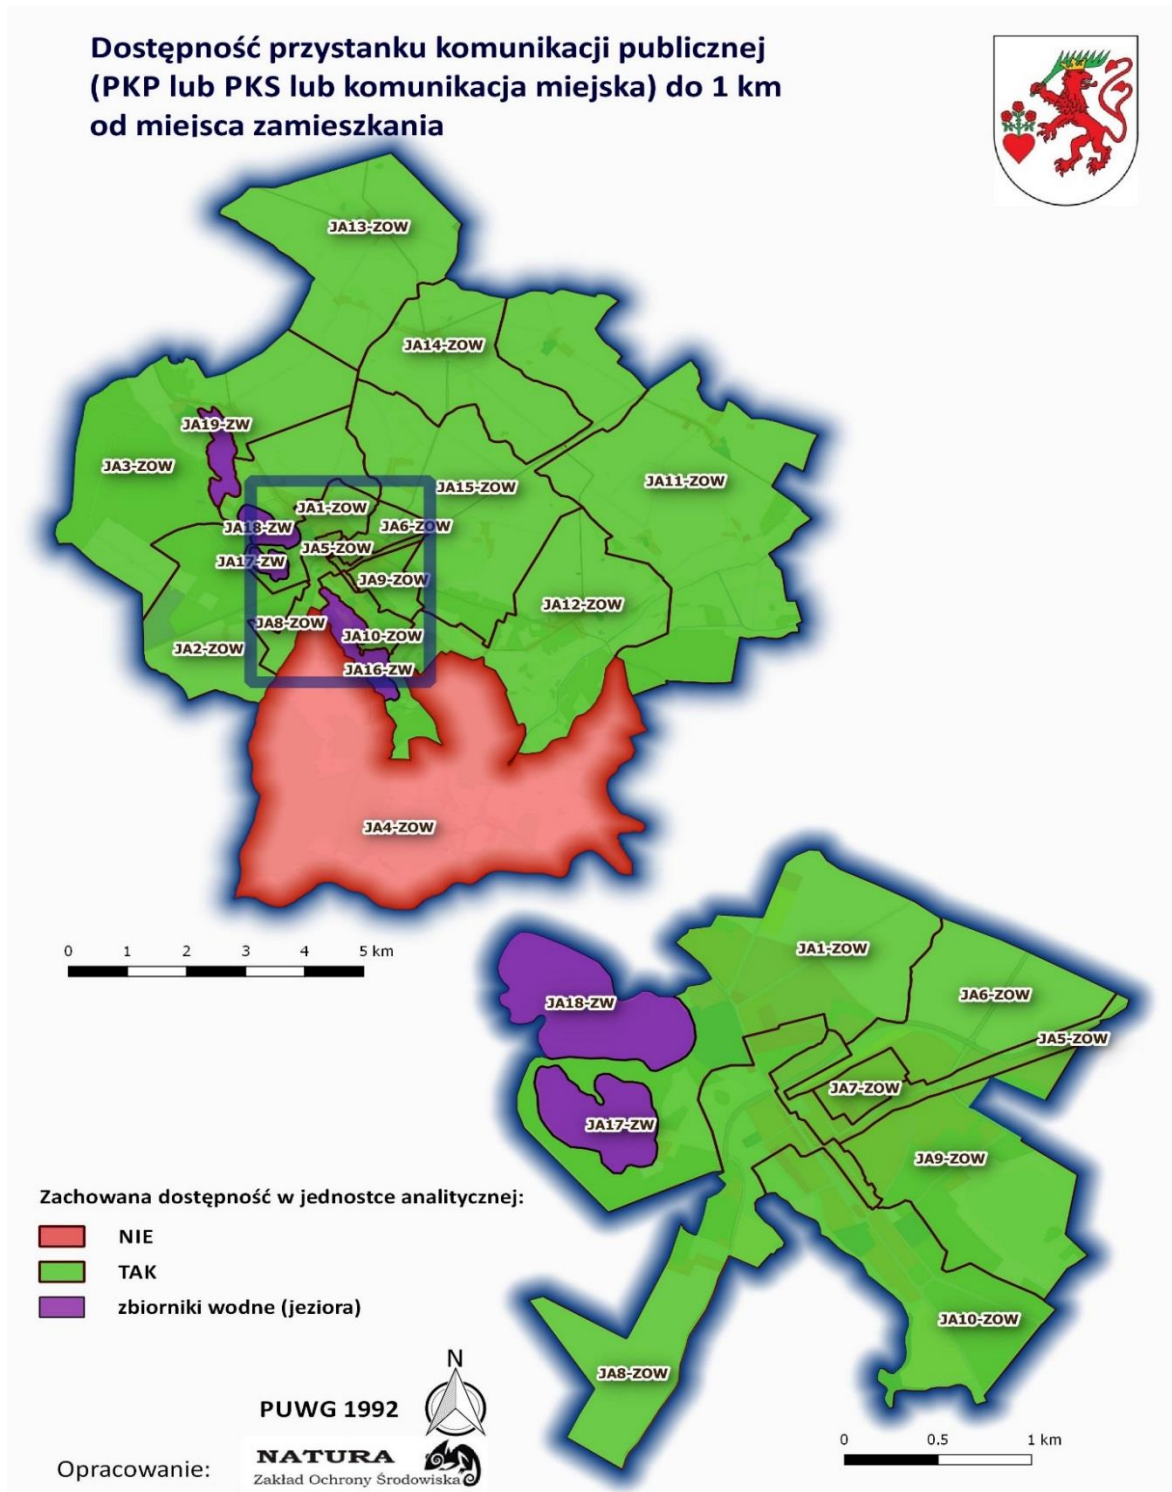 Dostępność przystanku komunikacji publicznej
(PKP lub PKS lub komunikacja miejska) do 1 km
od miejsca zamieszkania
JA13-ZOW
JA14-ZOW
JA19-ZW
JA3-ZOW
JA11-ZOW
JA15-ZOW
JA1-ZOW
JA18-ZW
JA6-ZOW
JA5-ZOW
JA17-ZW
JA9-ZOW
JA12-ZOW
JA8-ZOW
JA10-ZOW
JA2-ZOW
JA16-ZW
JA4-ZOW
0 1 2 3 4 5 km
JA1-ZOW
JA6-ZOW
JA18-ZW
JA5-ZOW
JA7-ZOW
JA17-ZW
JA9-ZOW
JA10-ZOW
JA8-ZOW
Zachowana dostępność w jednostce analitycznej:
NIE
TAK
zbiorniki wodne (jeziora)
N
PUWG 1992
0 0.5 1 km
Opracowanie:
NATURA
Zakład Ochrony Środowiska